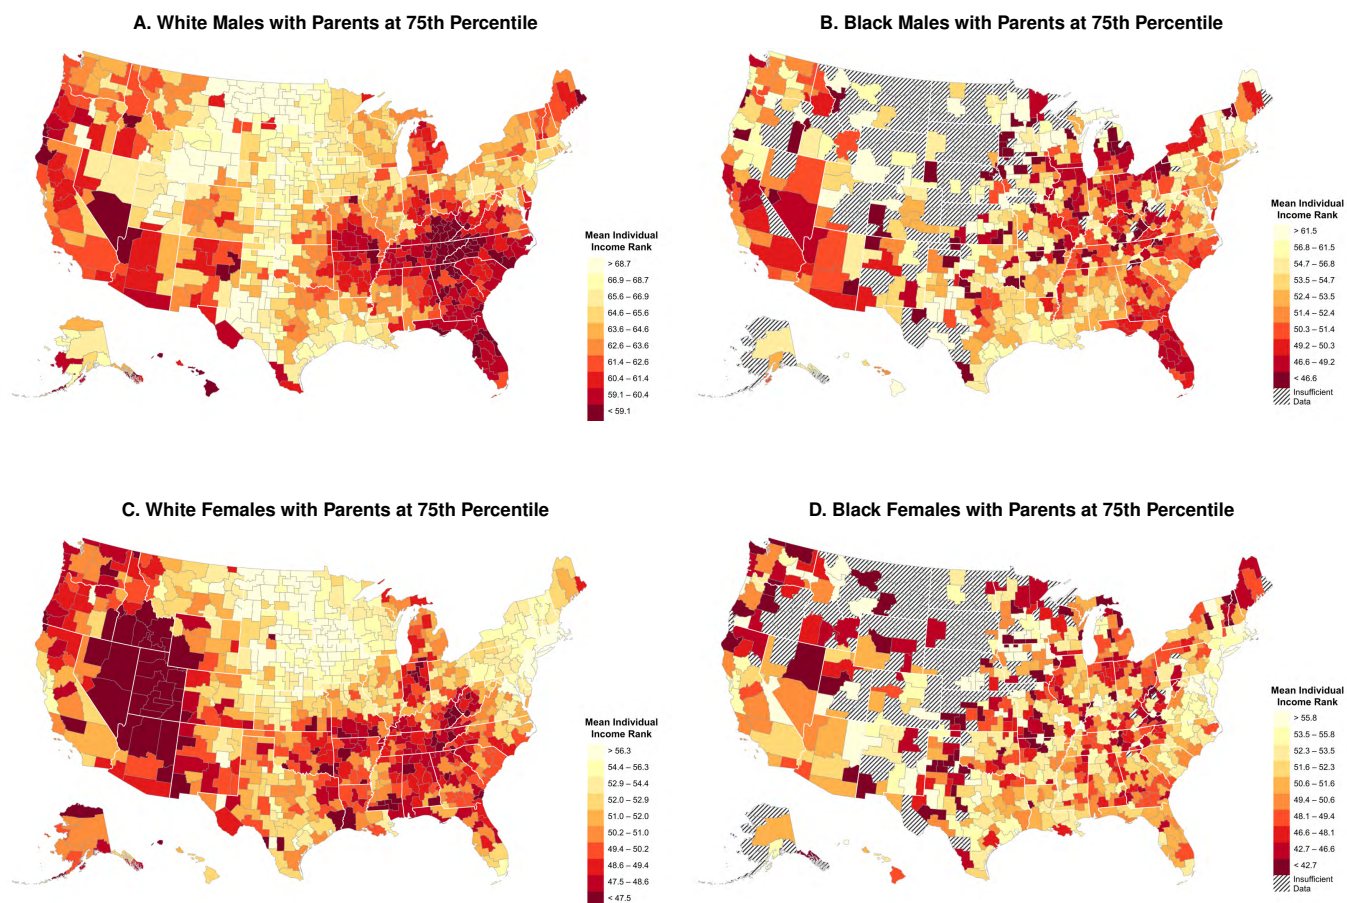 A. White Males with Parents at 75th Percentile
Mean Individual
Income Rank
> 68.7
66.9 – 68.7
65.6 – 66.9
64.6 – 65.6
63.6 – 64.6
62.6 – 63.6
61.4 – 62.6
60.4 – 61.4
59.1 – 60.4
< 59.1
B. Black Males with Parents at 75th Percentile
Mean Individual
Income Rank
> 61.5
56.8 – 61.5
54.7 – 56.8
53.5 – 54.7
52.4 – 53.5
51.4 – 52.4
50.3 – 51.4
49.2 – 50.3
46.6 – 49.2
< 46.6
Insufficient
Data
C. White Females with Parents at 75th Percentile
Mean Individual
Income Rank
> 56.3
54.4 – 56.3
52.9 – 54.4
52.0 – 52.9
51.0 – 52.0
50.2 – 51.0
49.4 – 50.2
48.6 – 49.4
47.5 – 48.6
< 47.5
D. Black Females with Parents at 75th Percentile
Mean Individual
Income Rank
> 55.8
53.5 – 55.8
52.3 – 53.5
51.6 – 52.3
50.6 – 51.6
49.4 – 50.6
48.1 – 49.4
46.6 – 48.1
42.7 – 46.6
< 42.7
Insufficient
Data